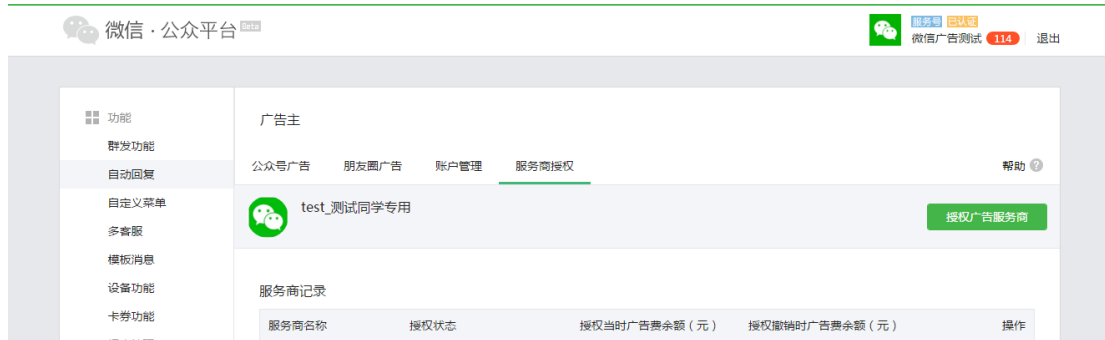 微信·公众平台 Beta
服务号 已认证
微信广告测试 114 退出
功能
群发功能
自动回复
自定义菜单
多客服
模板消息
设备功能
卡券功能
广告主
公众号广告 朋友圈广告 账户管理 服务商授权 帮助
test_测试同学专用
授权广告服务商
服务商记录
服务商名称 授权状态 授权当时广告费余额（元） 授权撤销时广告费余额（元） 操作